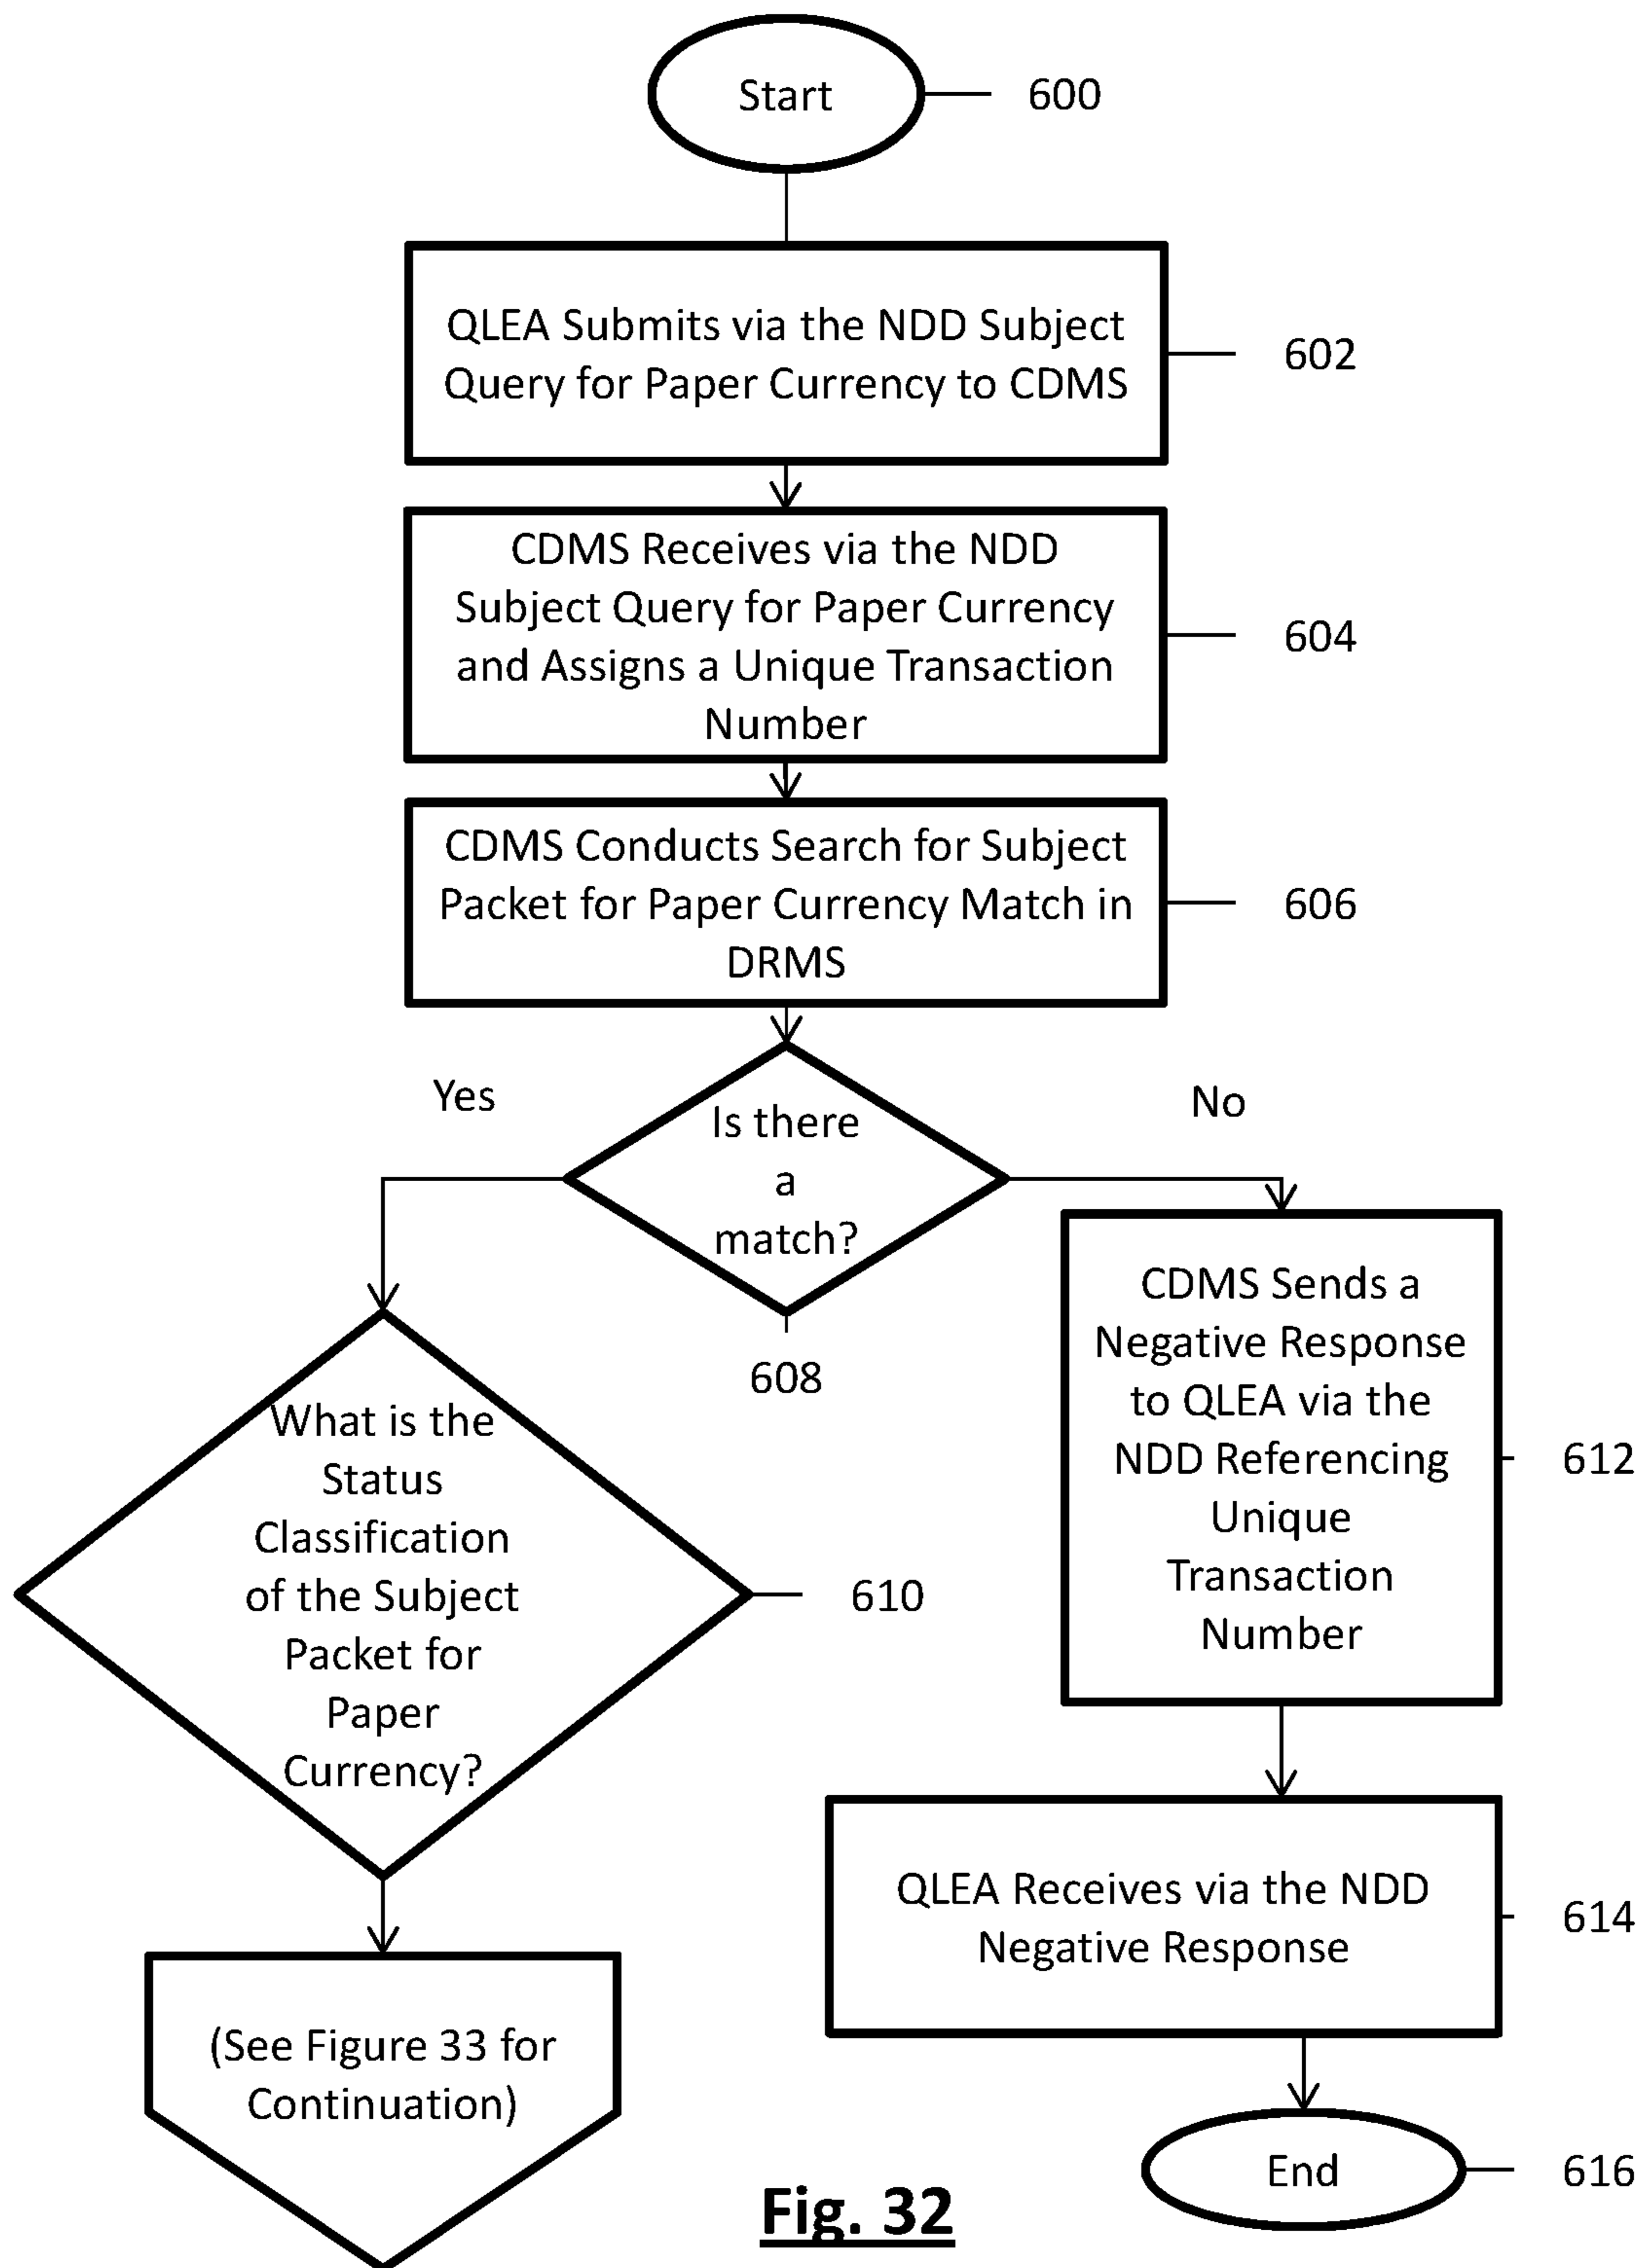 Start
600
QLEA Submits via the NDD Subject
Query for Paper Currency to CDMS
602
CDMS Receives via the NDD
Subject Query for Paper Currency
and Assigns a Unique Transaction
Number
604
CDMS Conducts Search for Subject
Packet for Paper Currency Match in
DRMS
606
Yes
Is there
a
match?
No
608
What is the
Status
Classification
of the Subject
Packet for
Paper
Currency?
610
CDMS Sends a
Negative Response
to QLEA via the
NDD Referencing
Unique
Transaction
Number
612
QLEA Receives via the NDD
Negative Response
614
(See Figure 33 for
Continuation)
End
616
Fig. 32